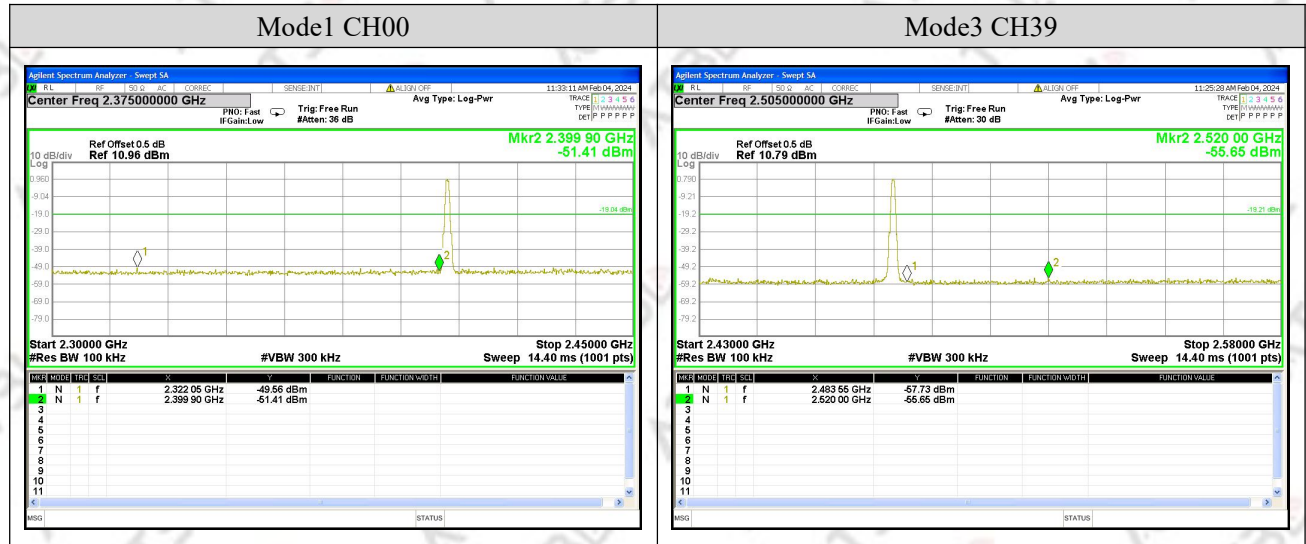 Mode1 CH00
Agilent Spectrum Analyzer - Swept SA
RL RF 50 Ω AC CORREC SENSE:INT ALIGN OFF 11:33:11 AM Feb 04, 2024
Center Freq 2.375000000 GHz
PNO: Fast
IFGain:Low
Trig: Free Run
#Atten: 36 dB
Avg Type: Log-Pwr
TRACE 1 2 3 4 5 6
TYPE M
DET P P P P P P
Mkr2 2.399 90 GHz
-51.41 dBm
Ref Offset 0.5 dB
10 dB/div Ref 10.96 dBm
Log
0.960
-9.04
-19.0
-19.04 dBm
-29.0
-39.0
-49.0
-59.0
-69.0
-79.0
1
2
Start 2.30000 GHz Stop 2.45000 GHz
#Res BW 100 kHz #VBW 300 kHz Sweep 14.40 ms (1001 pts)
MKR MODE TRC SCL X Y FUNCTION FUNCTION WIDTH FUNCTION VALUE
1 N 1 f 2.322 05 GHz -49.56 dBm
2 N 1 f 2.399 90 GHz -51.41 dBm
3
4
5
6
7
8
9
10
11
MSG STATUS
Mode3 CH39
Agilent Spectrum Analyzer - Swept SA
RL RF 50 Ω AC CORREC SENSE:INT ALIGN OFF 11:25:28 AM Feb 04, 2024
Center Freq 2.505000000 GHz
PNO: Fast
IFGain:Low
Trig: Free Run
#Atten: 30 dB
Avg Type: Log-Pwr
TRACE 1 2 3 4 5 6
TYPE M
DET P P P P P P
Mkr2 2.520 00 GHz
-55.65 dBm
Ref Offset 0.5 dB
10 dB/div Ref 10.79 dBm
Log
0.790
-9.21
-19.2
-19.21 dBm
-29.2
-39.2
-49.2
-59.2
-69.2
-79.2
1
2
Start 2.43000 GHz Stop 2.58000 GHz
#Res BW 100 kHz #VBW 300 kHz Sweep 14.40 ms (1001 pts)
MKR MODE TRC SCL X Y FUNCTION FUNCTION WIDTH FUNCTION VALUE
1 N 1 f 2.483 55 GHz -57.73 dBm
2 N 1 f 2.520 00 GHz -55.65 dBm
3
4
5
6
7
8
9
10
11
MSG STATUS